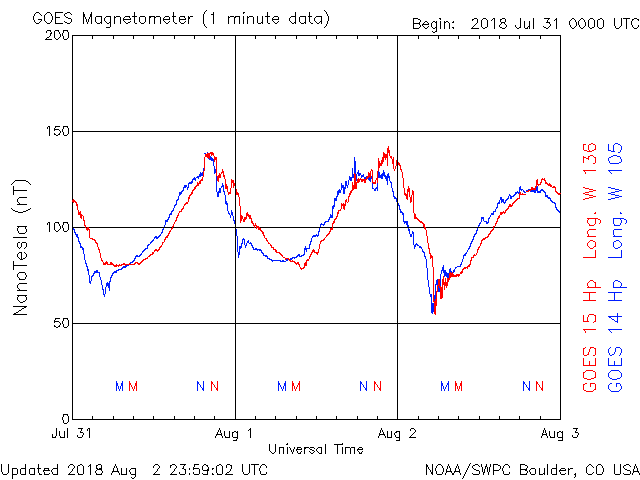 GOES Magnetometer (1 minute data)
Begin: 2018 Jul 31 0000 UTC
200
150
100
50
0
NanoTesla (nT)
M M N N M M N N M M N N
Jul 31 Aug 1 Aug 2 Aug 3
Universal Time
GOES 15 Hp Long. W 136
GOES 14 Hp Long. W 105
Updated 2018 Aug 2 23:59:02 UTC
NOAA/SWPC Boulder, CO USA